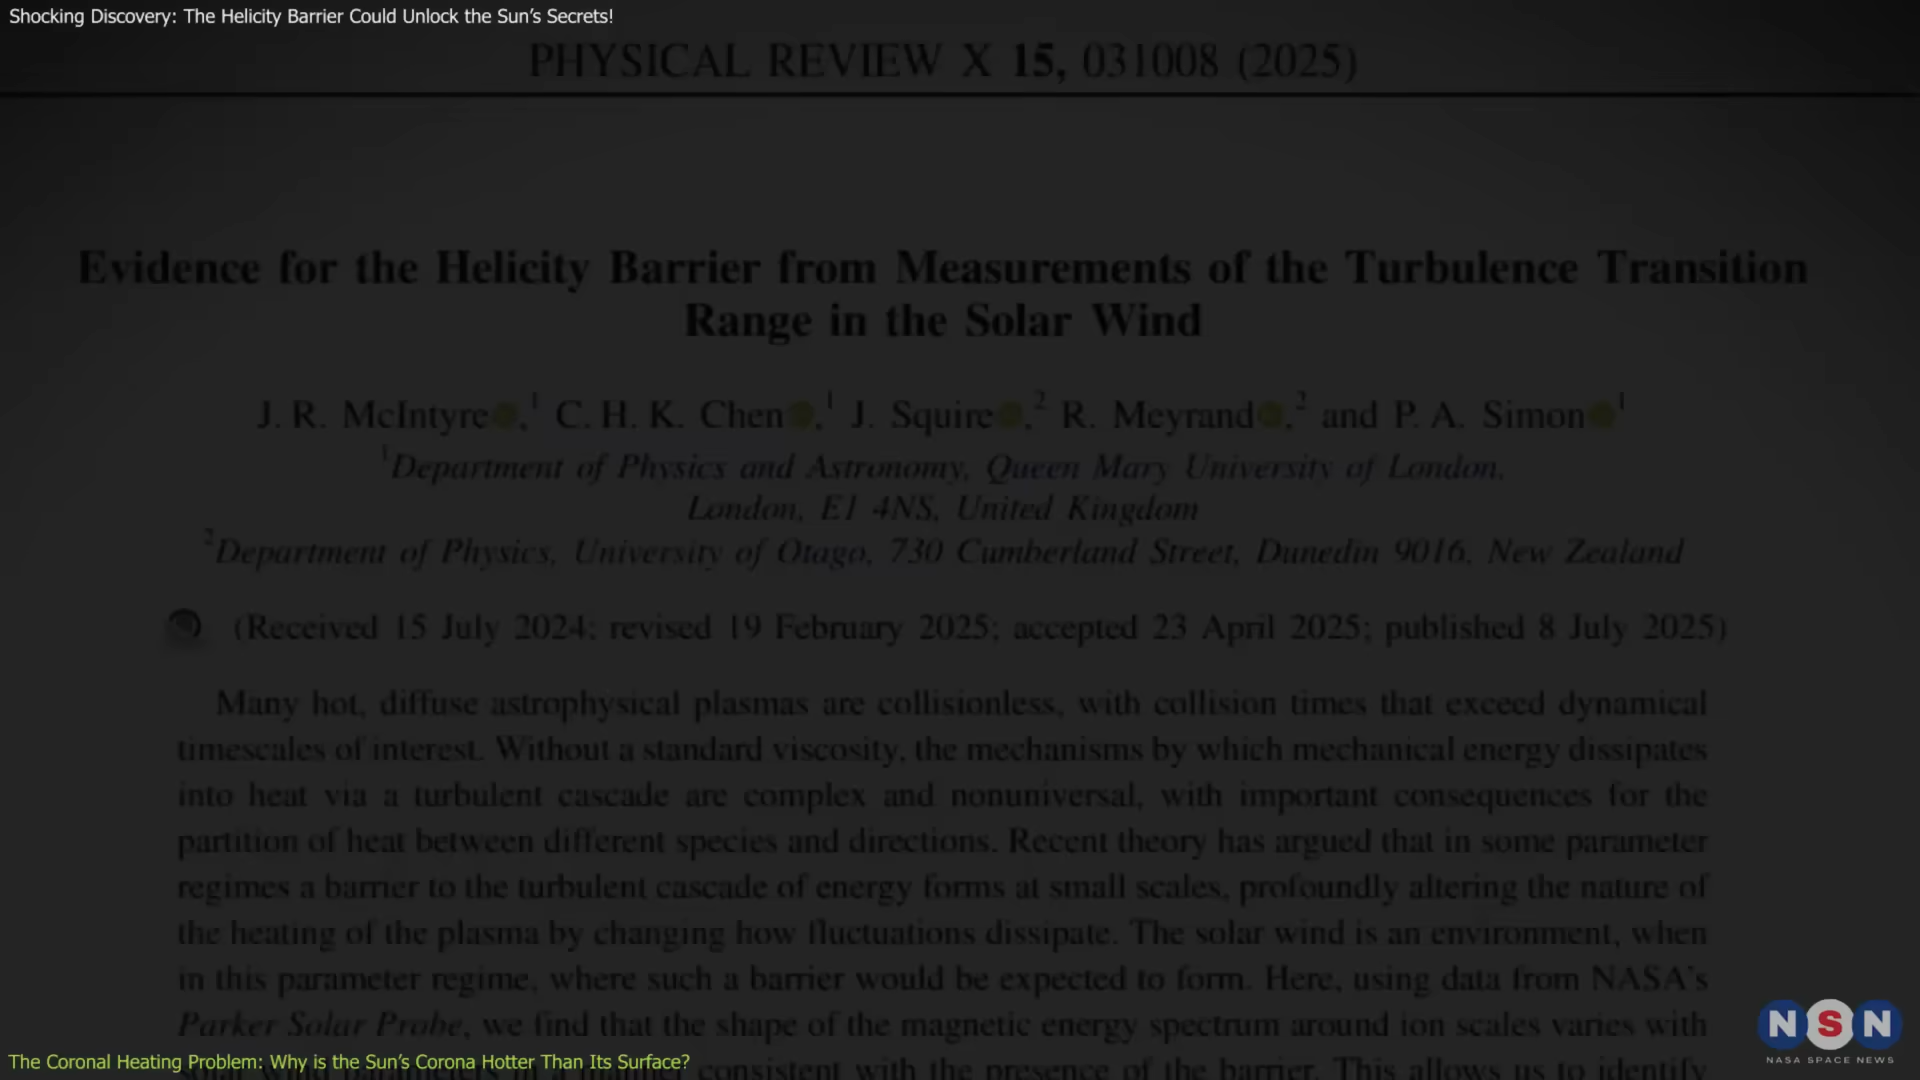 Shocking Discovery: The Helicity Barrier Could Unlock the Sun’s Secrets!
PHYSICAL REVIEW X 15, 031008 (2025)
Evidence for the Helicity Barrier from Measurements of the Turbulence Transition
Range in the Solar Wind
J. R. McIntyre,1 C. H. K. Chen,1 J. Squire,2 R. Meyrand,2 and P. A. Simon1
1Department of Physics and Astronomy, Queen Mary University of London,
London, E1 4NS, United Kingdom
2Department of Physics, University of Otago, 730 Cumberland Street, Dunedin 9016, New Zealand
(Received 15 July 2024; revised 19 February 2025; accepted 23 April 2025; published 8 July 2025)
Many hot, diffuse astrophysical plasmas are collisionless, with collision times that exceed dynamical
timescales of interest. Without a standard viscosity, the mechanisms by which mechanical energy dissipates
into heat via a turbulent cascade are complex and nonuniversal, with important consequences for the
partition of heat between different species and directions. Recent theory has argued that in some parameter
regimes a barrier to the turbulent cascade of energy forms at small scales, profoundly altering the nature of
the heating of the plasma by changing how fluctuations dissipate. The solar wind is an environment, when
in this parameter regime, where such a barrier would be expected to form. Here, using data from NASA’s
Parker Solar Probe, we find that the shape of the magnetic energy spectrum around ion scales varies with
consistent with the presence of the barrier. This allows us to identify
The Coronal Heating Problem: Why is the Sun’s Corona Hotter Than Its Surface?
NSN
NASA SPACE NEWS